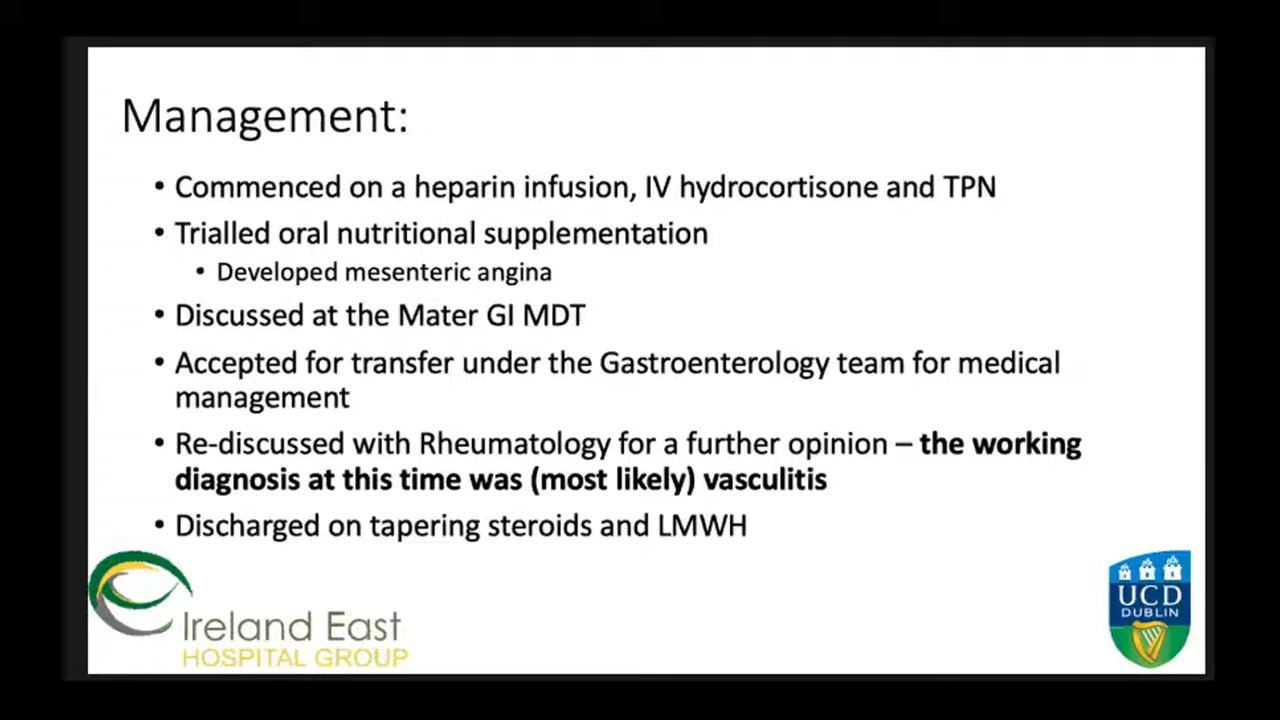 Management:
• Commenced on a heparin infusion, IV hydrocortisone and TPN
• Trialled oral nutritional supplementation
• Developed mesenteric angina
• Discussed at the Mater GI MDT
• Accepted for transfer under the Gastroenterology team for medical
management
• Re-discussed with Rheumatology for a further opinion – the working
diagnosis at this time was (most likely) vasculitis
• Discharged on tapering steroids and LMWH
Ireland East
HOSPITAL GROUP
UCD
DUBLIN